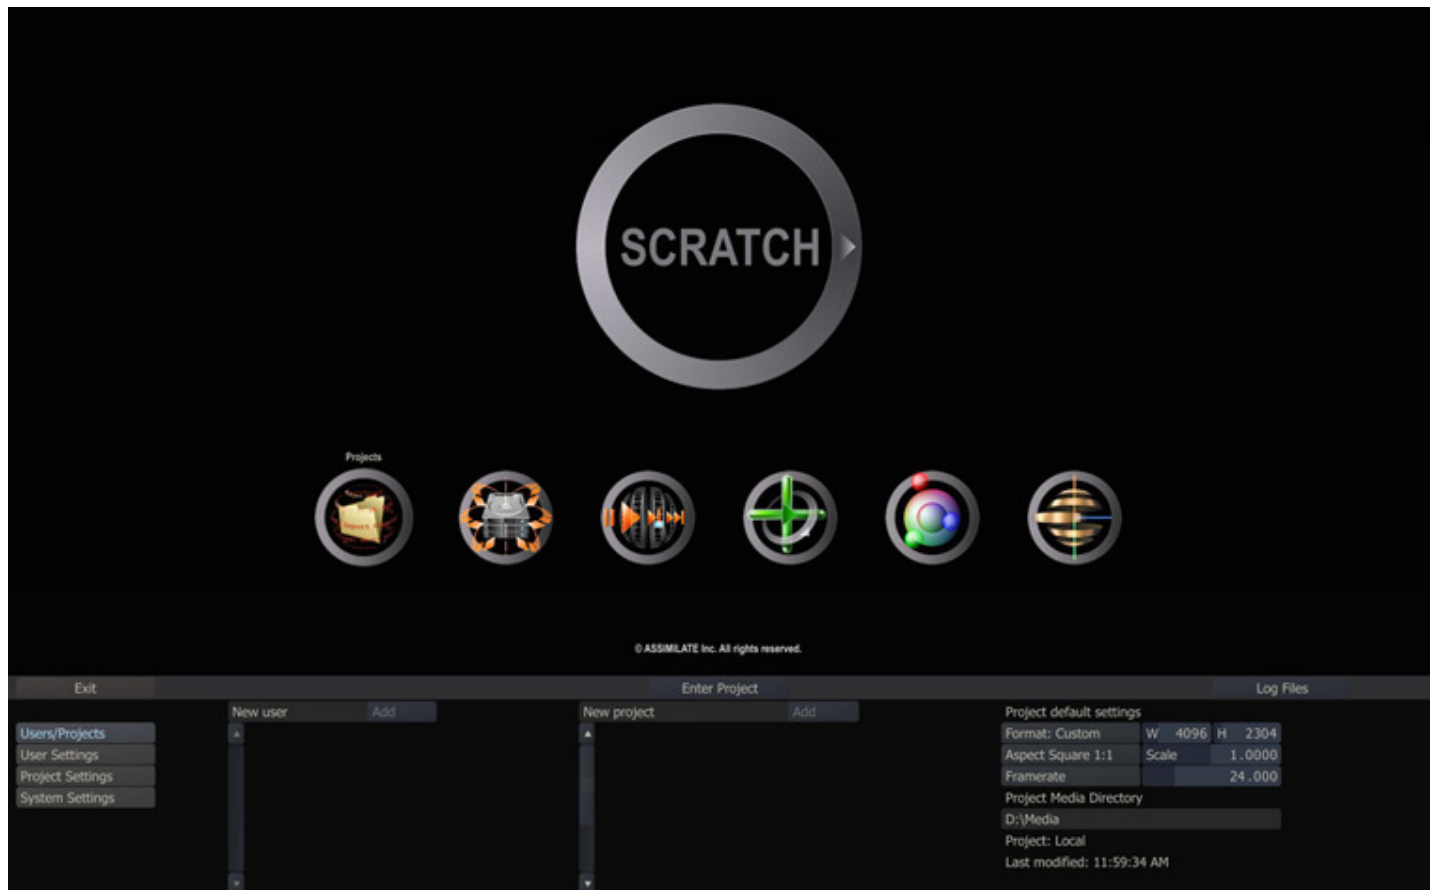 SCRATCH
Projects
© ASSIMILATE Inc. All rights reserved.
Exit Enter Project Log Files
New user Add New project Add Project default settings
Users/Projects Format: Custom W 4096 H 2304
User Settings Aspect Square 1:1 Scale 1.0000
Project Settings Framerate 24.000
System Settings Project Media Directory
D:\Media
Project: Local
Last modified: 11:59:34 AM